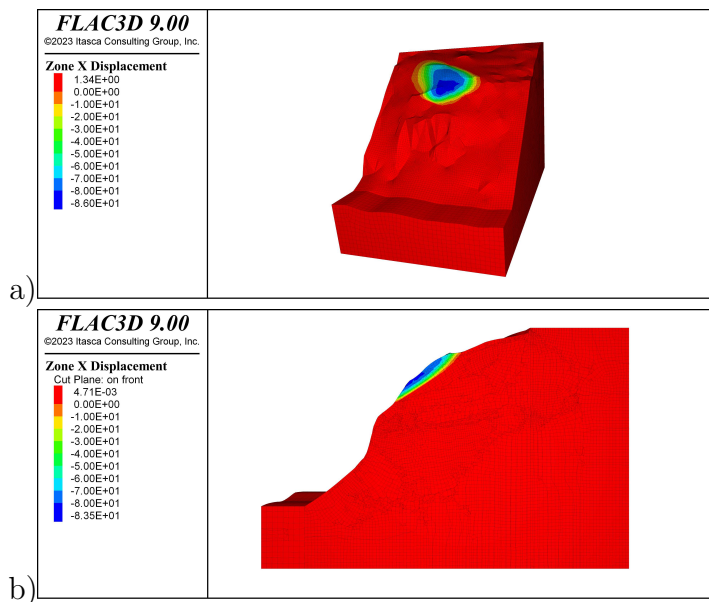 FLAC3D 9.00
©2023 Itasca Consulting Group, Inc.
Zone X Displacement
1.34E+00
0.00E+00
-1.00E+01
-2.00E+01
-3.00E+01
-4.00E+01
-5.00E+01
-6.00E+01
-7.00E+01
-8.00E+01
-8.60E+01
a)
FLAC3D 9.00
©2023 Itasca Consulting Group, Inc.
Zone X Displacement
Cut Plane: on front
4.71E-03
0.00E+00
-1.00E+01
-2.00E+01
-3.00E+01
-4.00E+01
-5.00E+01
-6.00E+01
-7.00E+01
-8.00E+01
-8.35E+01
b)